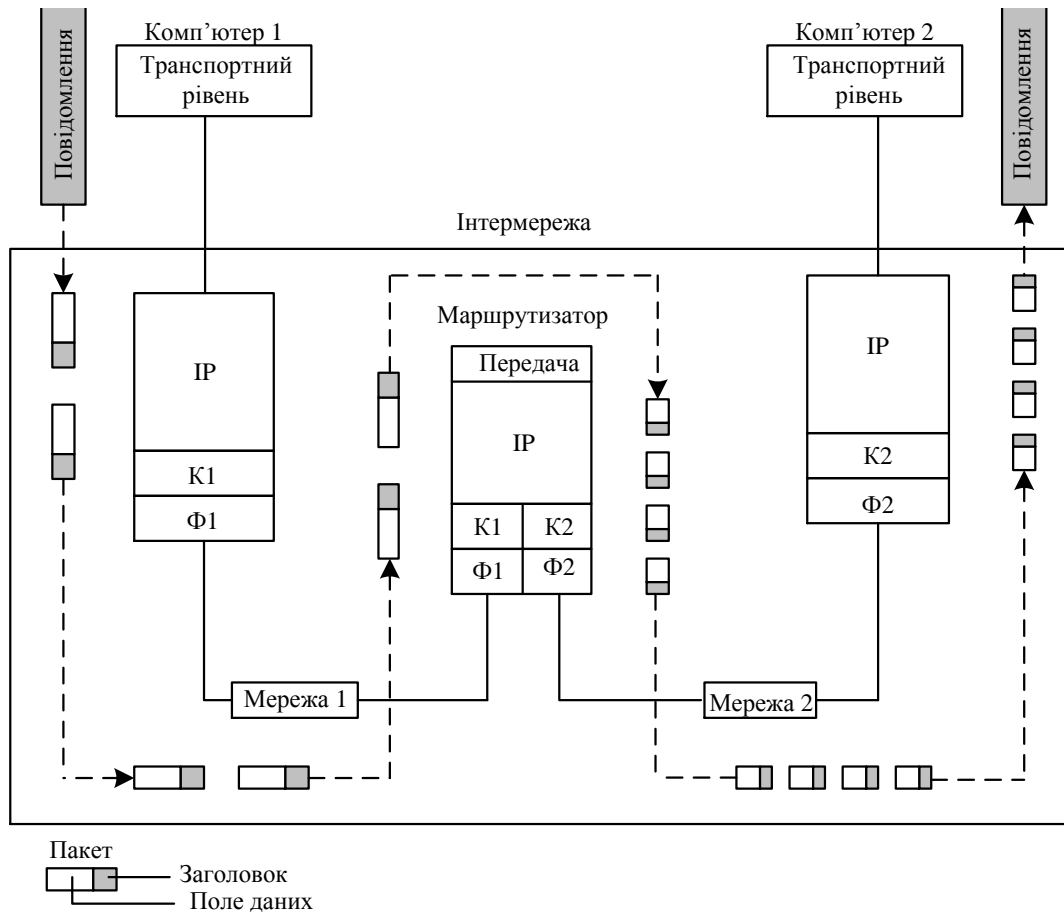 Повідомлення
Комп’ютер 1
Транспортний
рівень
Комп’ютер 2
Транспортний
рівень
Повідомлення
Інтермережа
Маршрутизатор
IP
К1
Ф1
Передача
IP
К1
К2
Ф1
Ф2
IP
К2
Ф2
Мережа 1
Мережа 2
Пакет
Заголовок
Поле даних